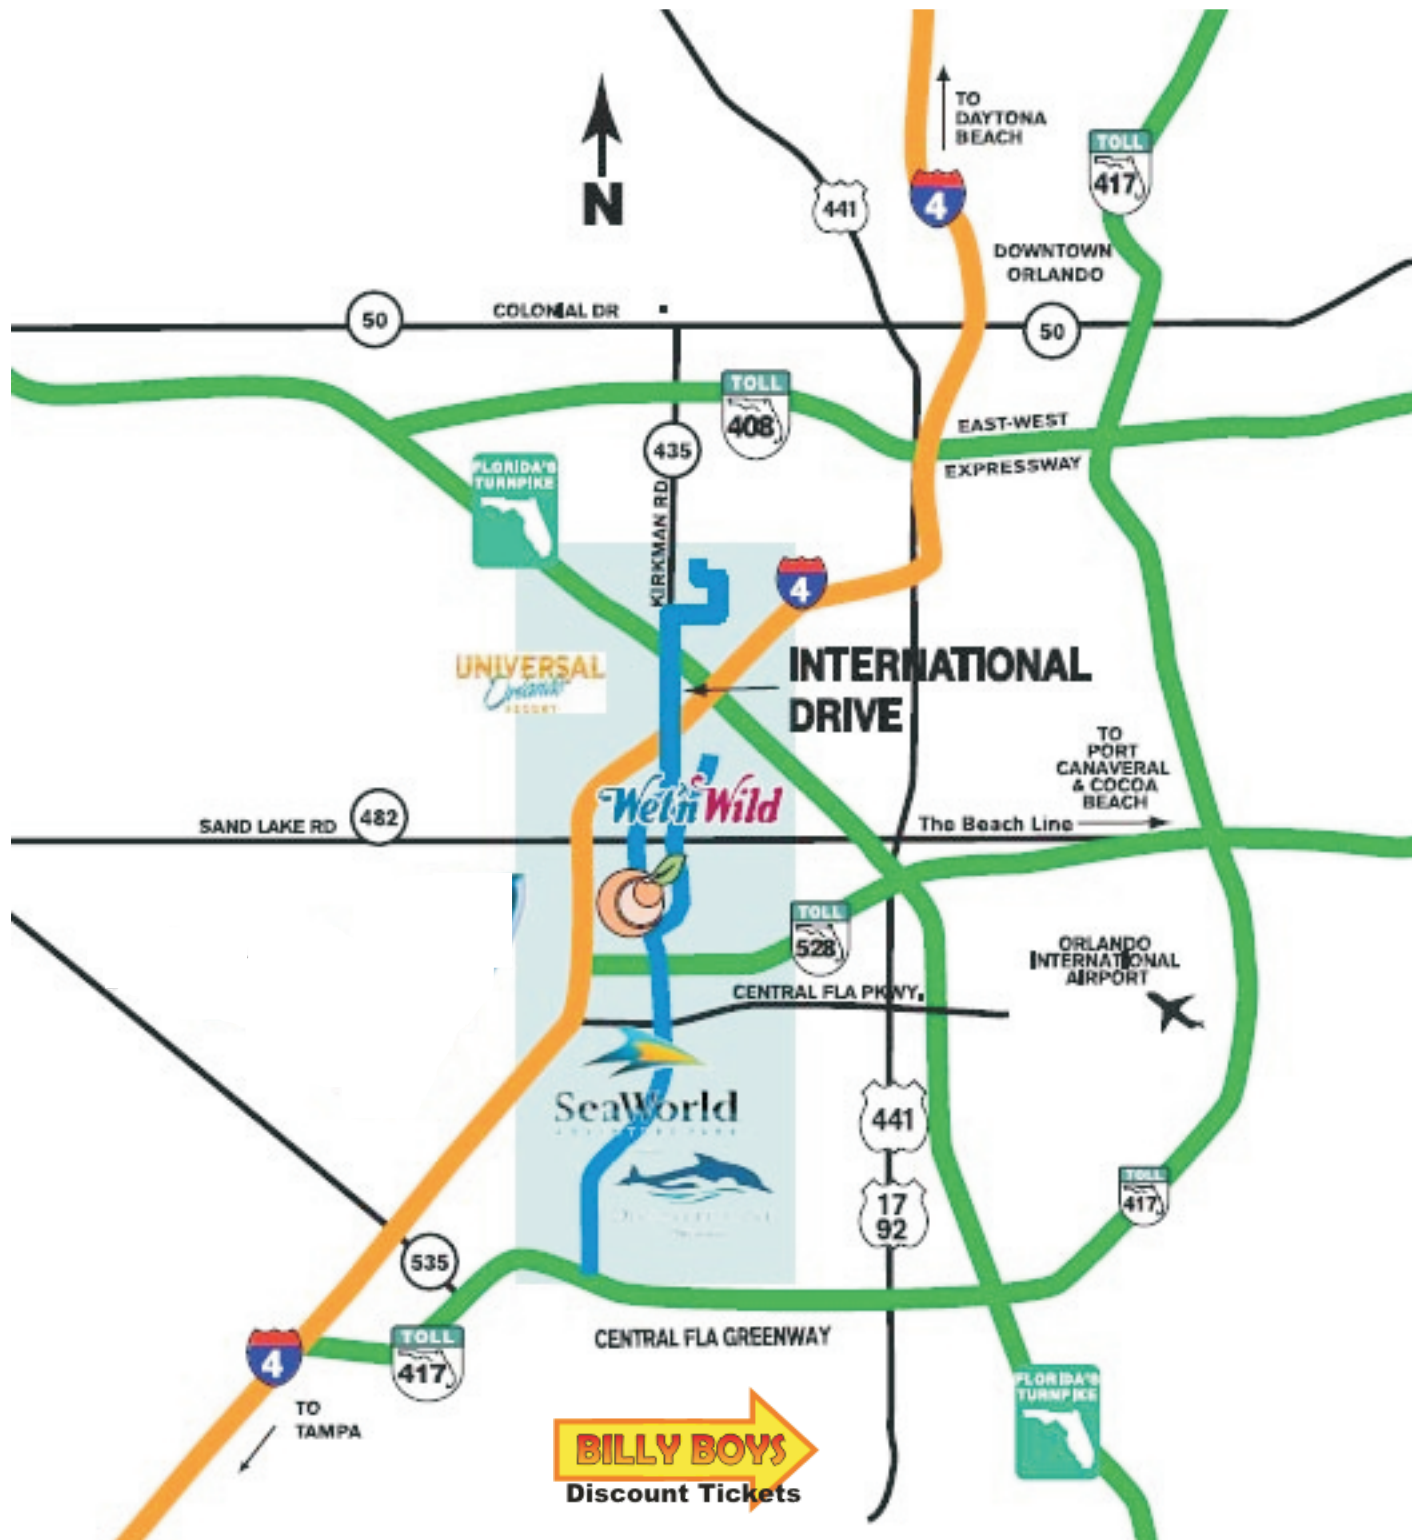 TO
DAYTONA
BEACH
TOLL
417
441
4
N
DOWNTOWN
ORLANDO
50
COLONIAL DR
50
TOLL
408
EAST-WEST
EXPRESSWAY
435
FLORIDA'S
TURNPIKE
KIRKMAN RD
4
UNIVERSAL
Orlando
RESORT
INTERNATIONAL
DRIVE
TO
PORT
CANAVERAL
& COCOA
BEACH
Wet'n Wild
482
SAND LAKE RD
The Beach Line
TOLL
528
ORLANDO
INTERNATIONAL
AIRPORT
CENTRAL FLA PKWY.
SeaWorld
441
17
92
TOLL
417
535
CENTRAL FLA GREENWAY
4
TOLL
417
FLORIDA'S
TURNPIKE
TO
TAMPA
BILLY BOYS
Discount Tickets